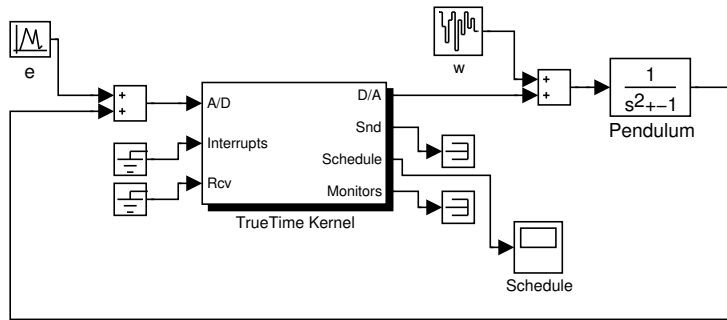 e
w
+
+
A/D
D/A
+
+
1
s2+-1
Pendulum
Interrupts
Snd
Schedule
Rcv
Monitors
TrueTime Kernel
Schedule